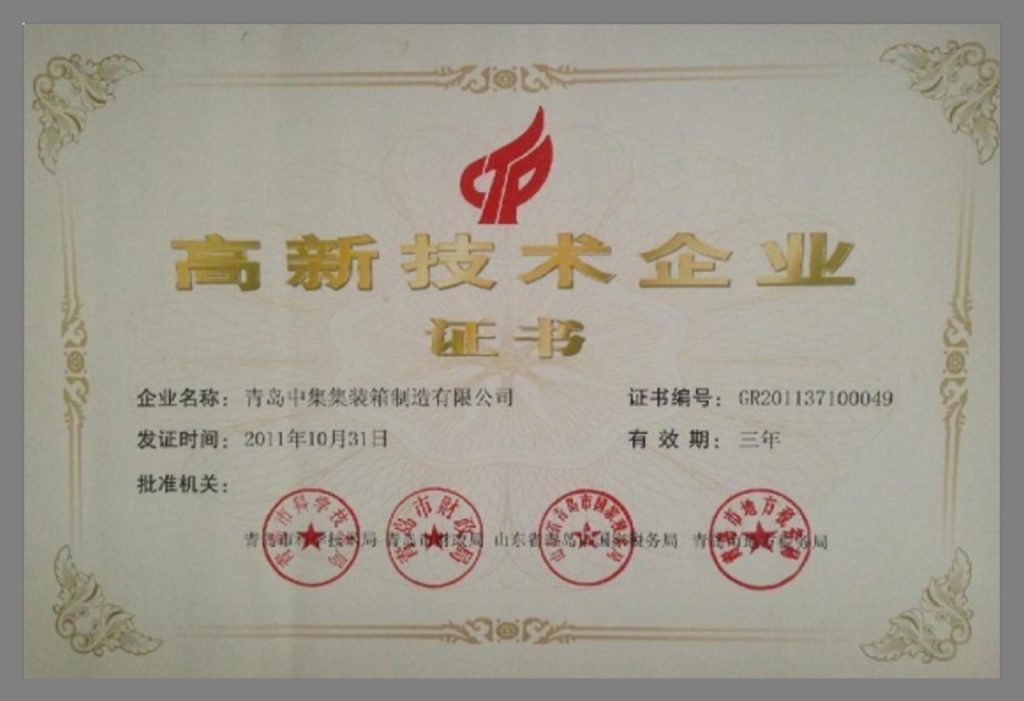 高新技术企业
证书
企业名称：青岛中集集装箱制造有限公司 证书编号：GR201137100049
发证时间：2011年10月31日 有效期：三年
批准机关：
青岛市科学技术局 青岛市财政局 山东省青岛市国家税务局 青岛市地方税务局